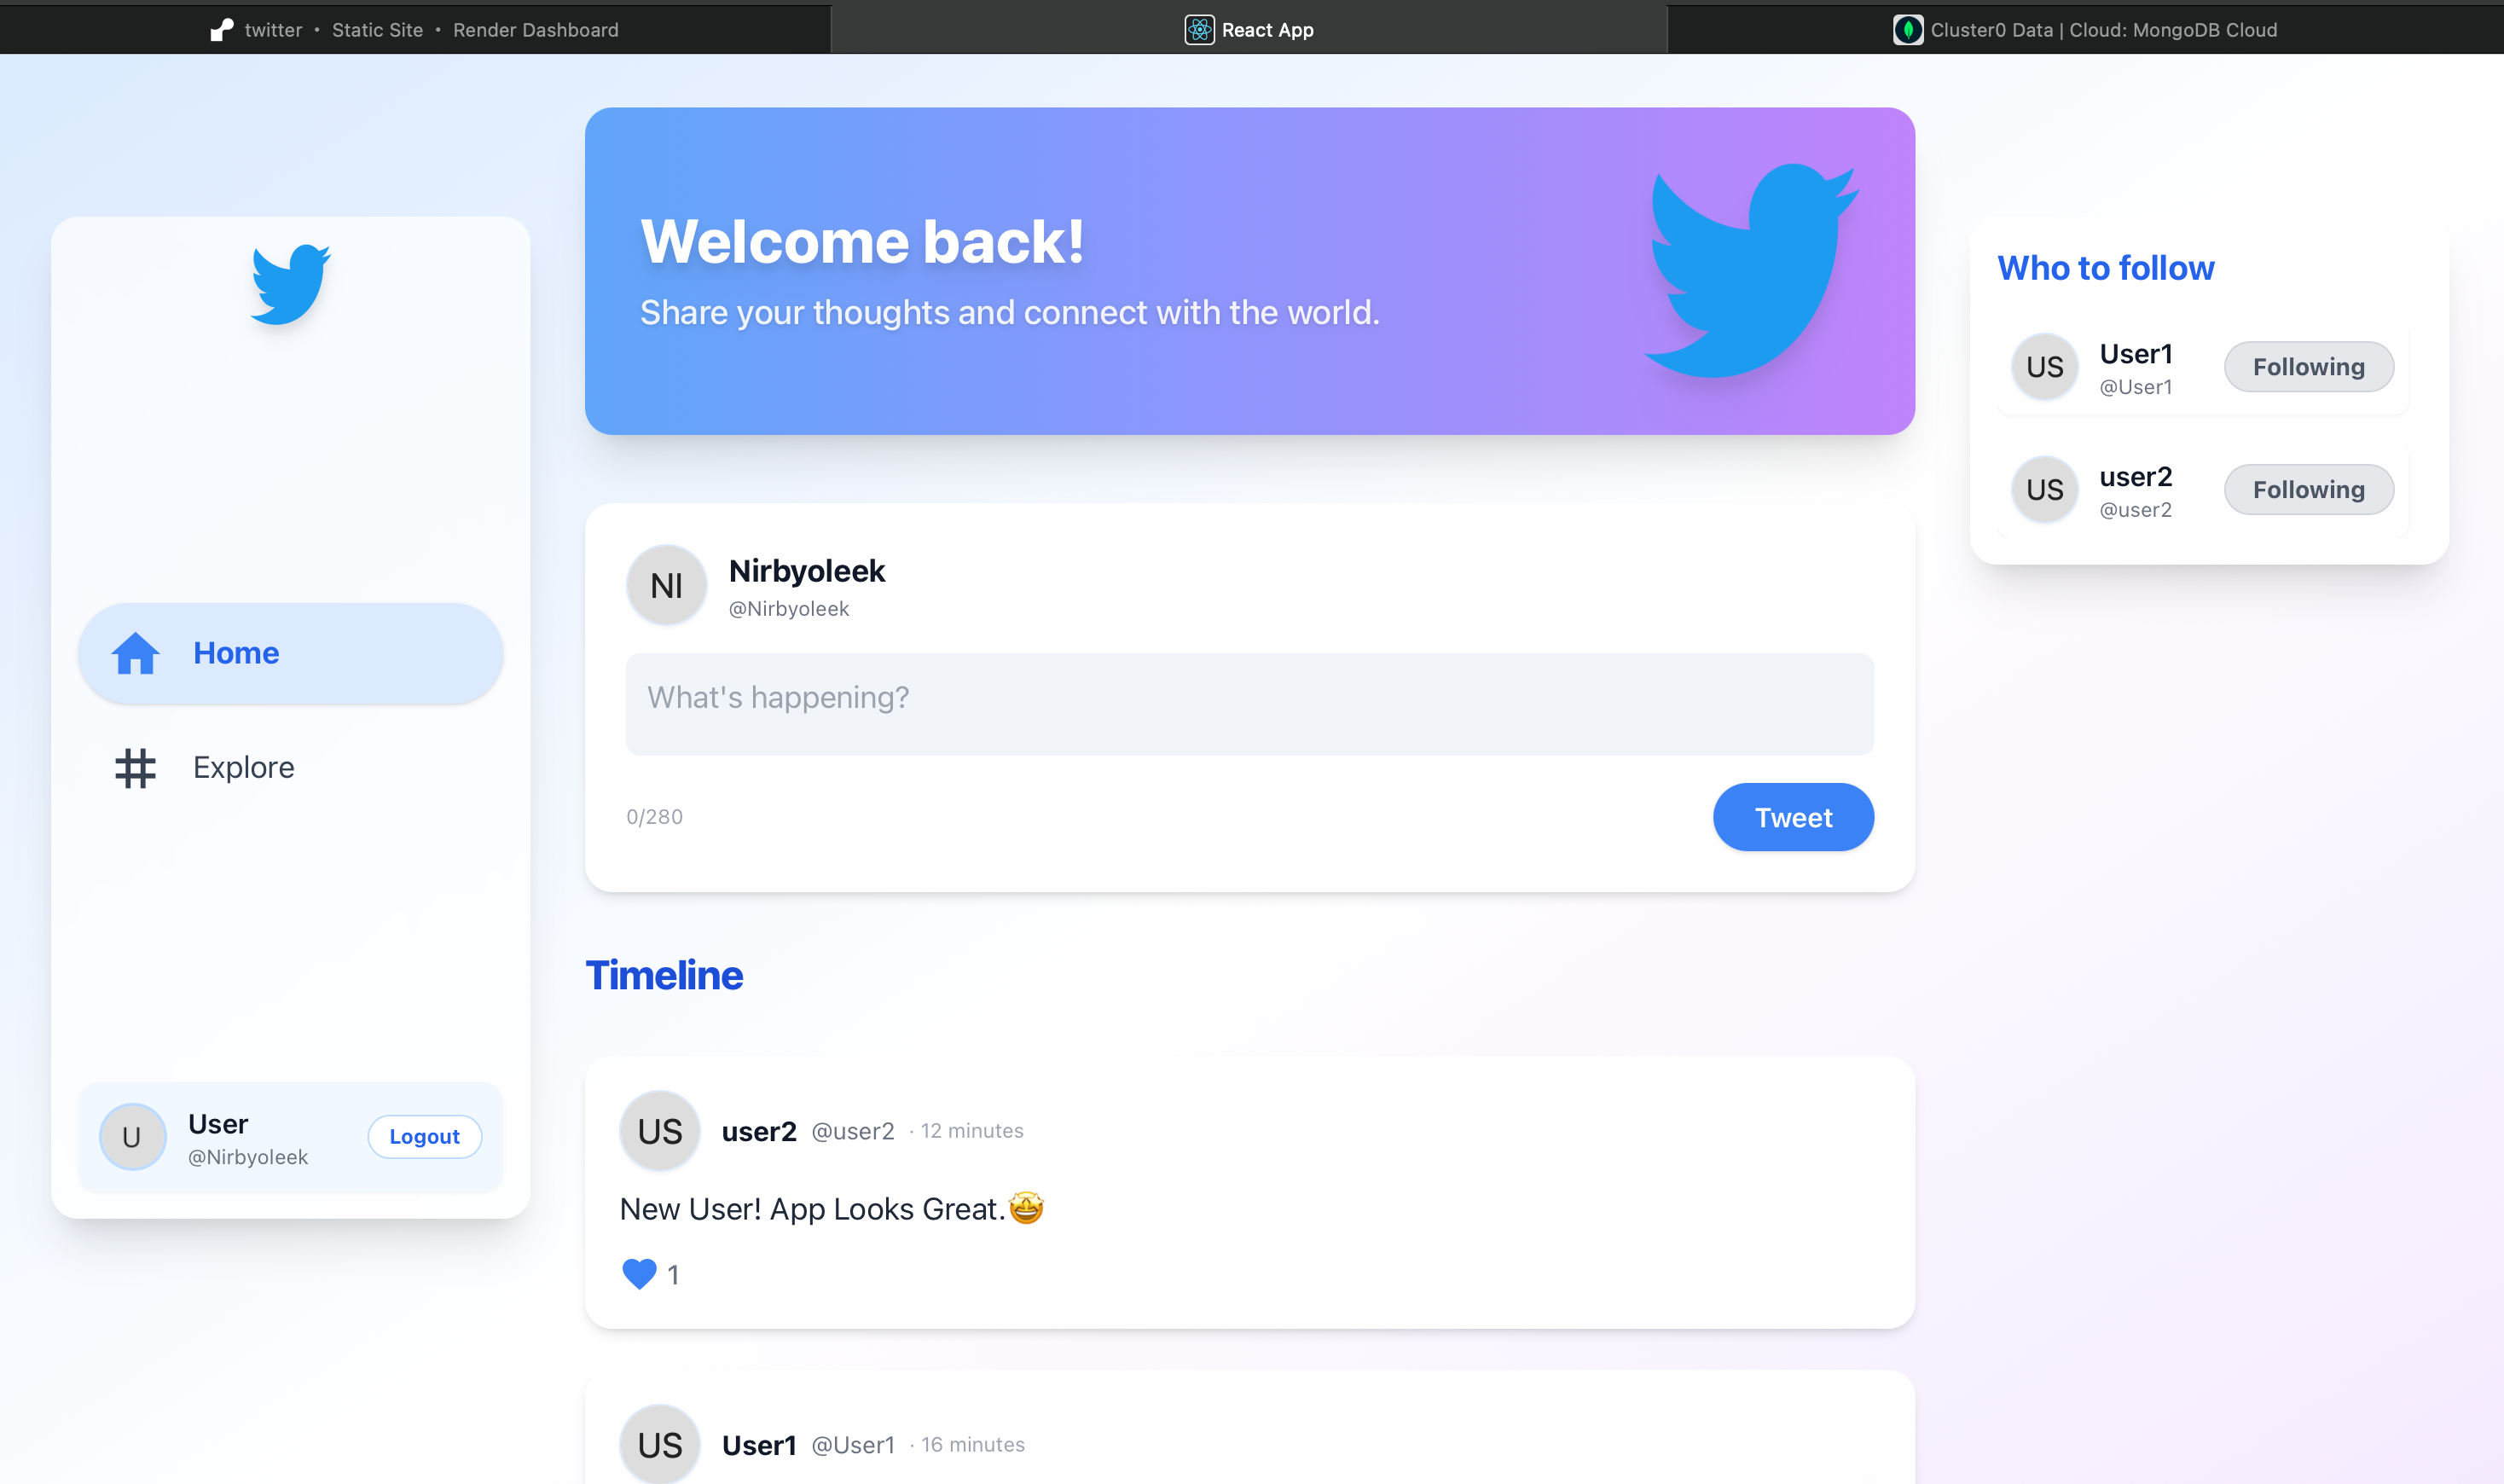 twitter • Static Site • Render Dashboard
React App
Cluster0 Data | Cloud: MongoDB Cloud
Home
Explore
U
User
@Nirbyoleek
Logout
Welcome back!
Share your thoughts and connect with the world.
NI
Nirbyoleek
@Nirbyoleek
What's happening?
0/280
Tweet
Timeline
US
user2 @user2 · 12 minutes
New User! App Looks Great.🤩
1
US
User1 @User1 · 16 minutes
Who to follow
US
User1
@User1
Following
US
user2
@user2
Following